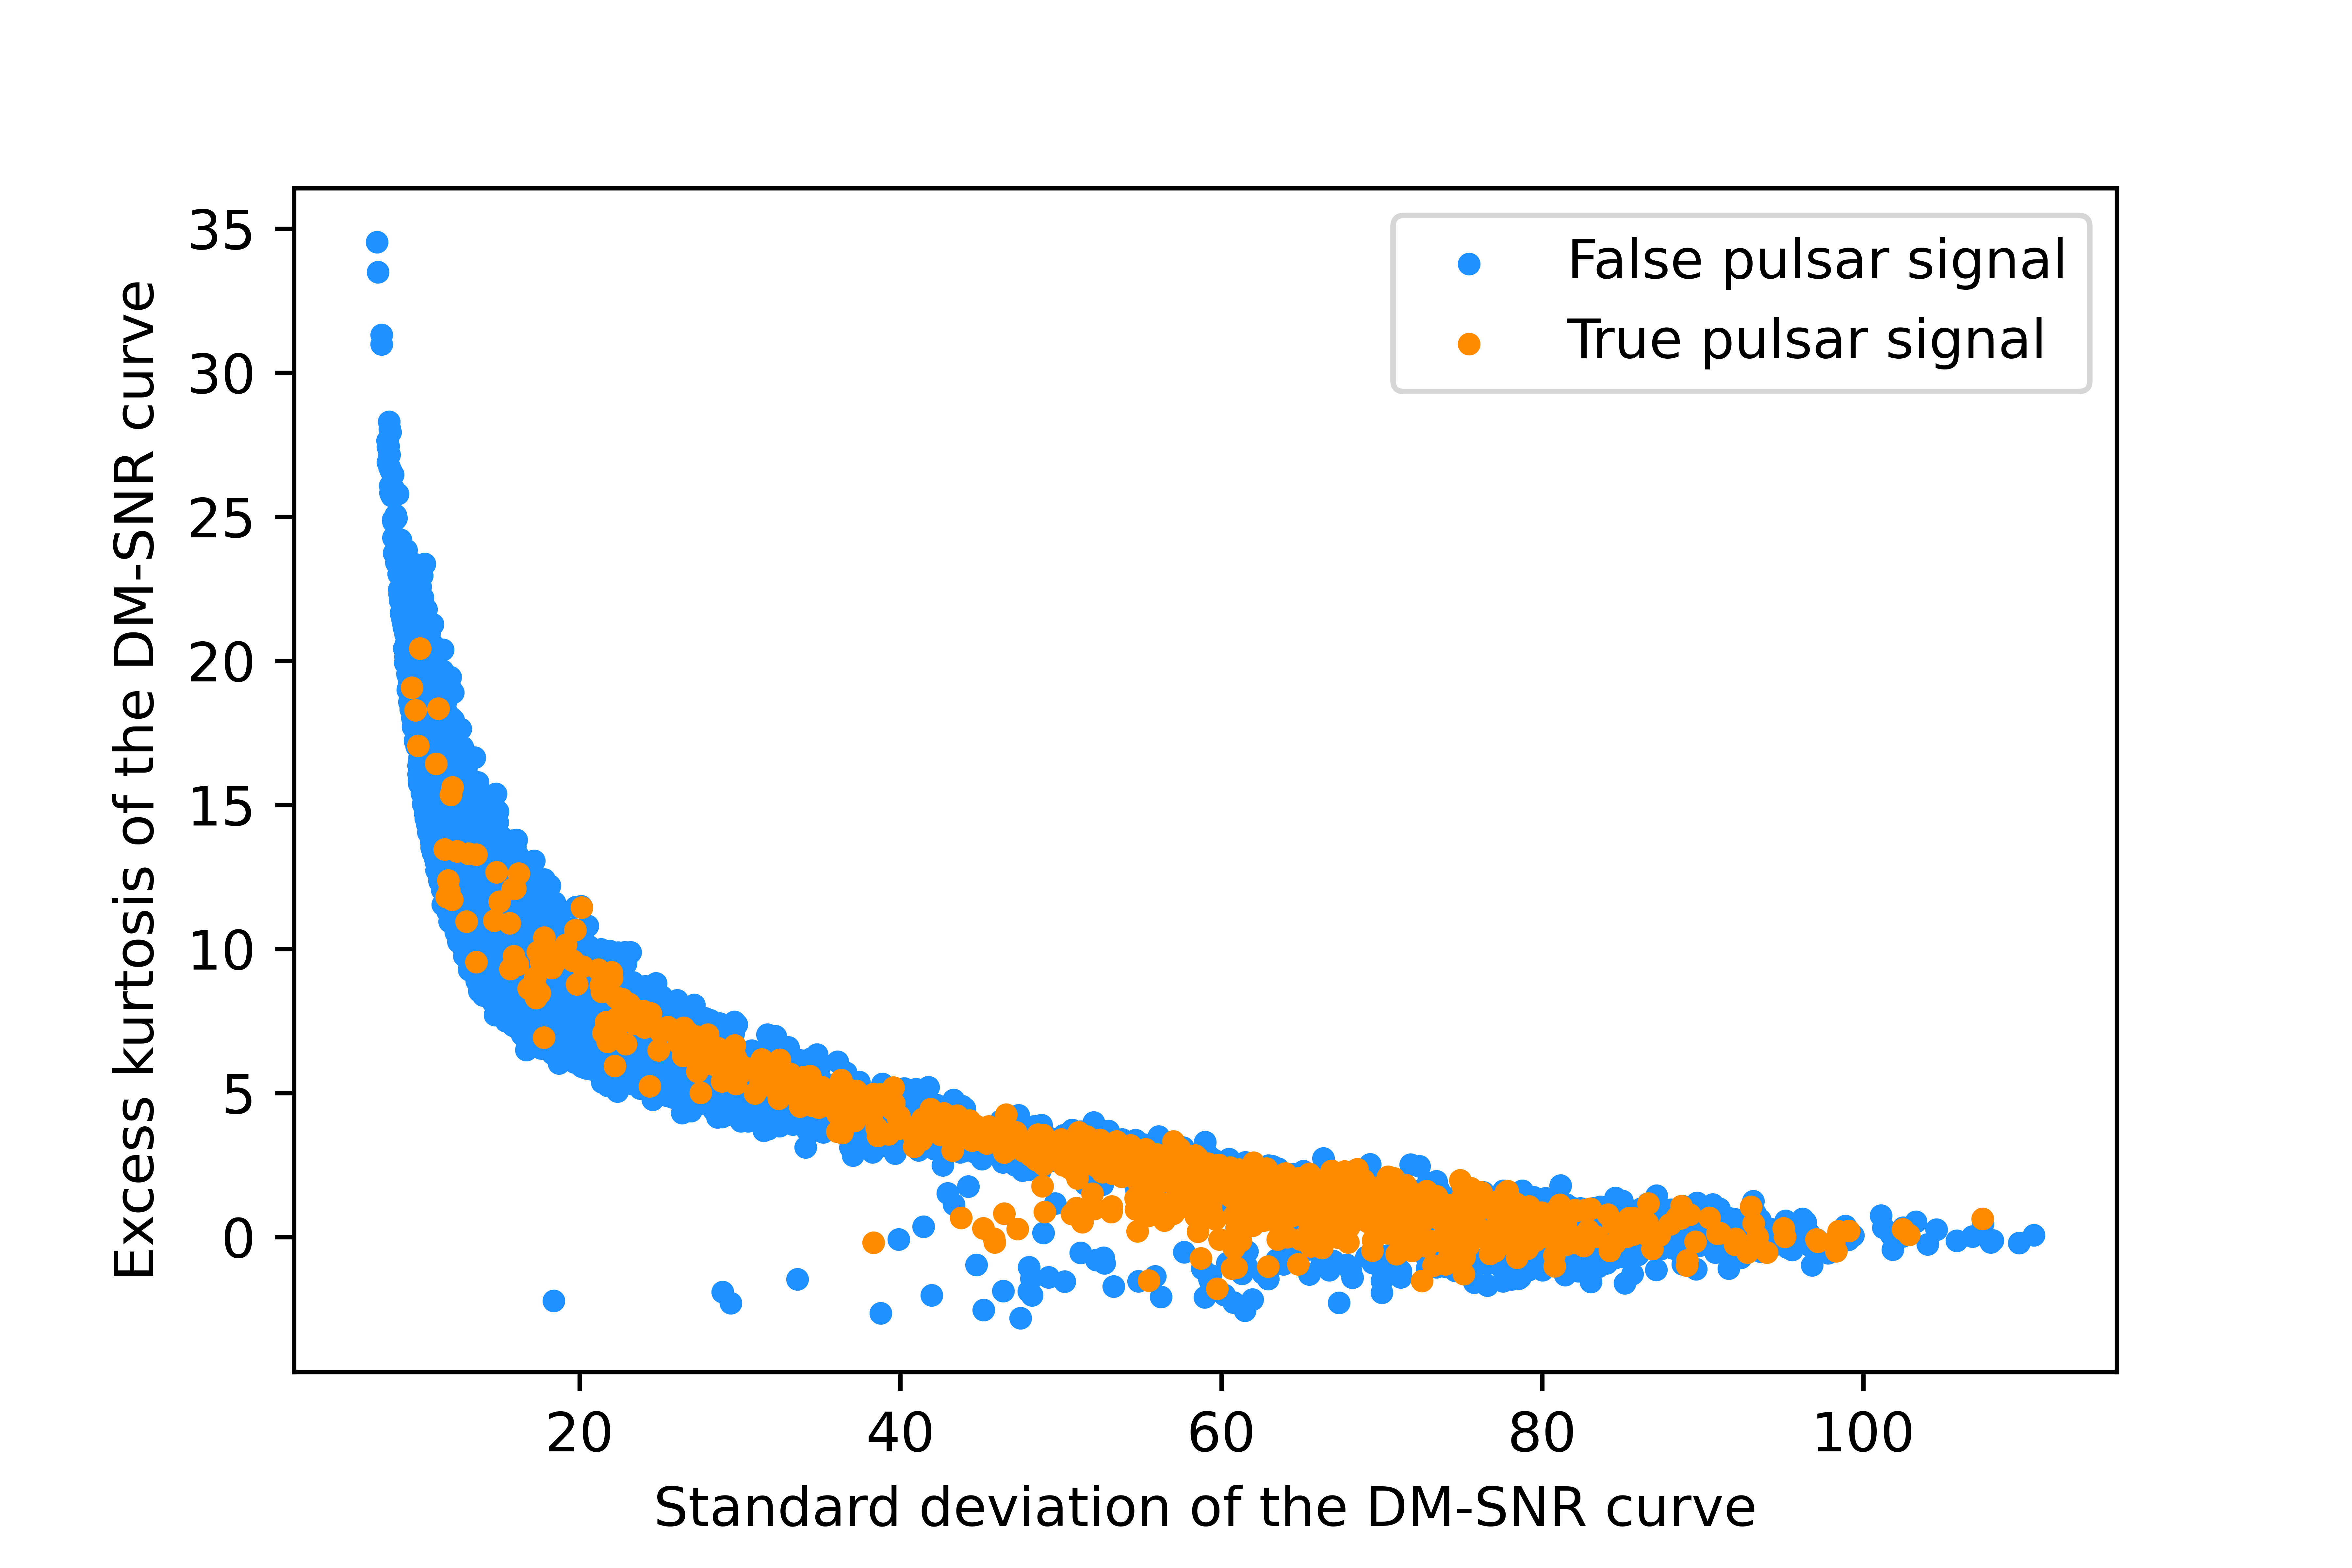 False pulsar signal
True pulsar signal
35
30
25
20
15
10
5
0
Excess kurtosis of the DM-SNR curve
20 40 60 80 100
Standard deviation of the DM-SNR curve